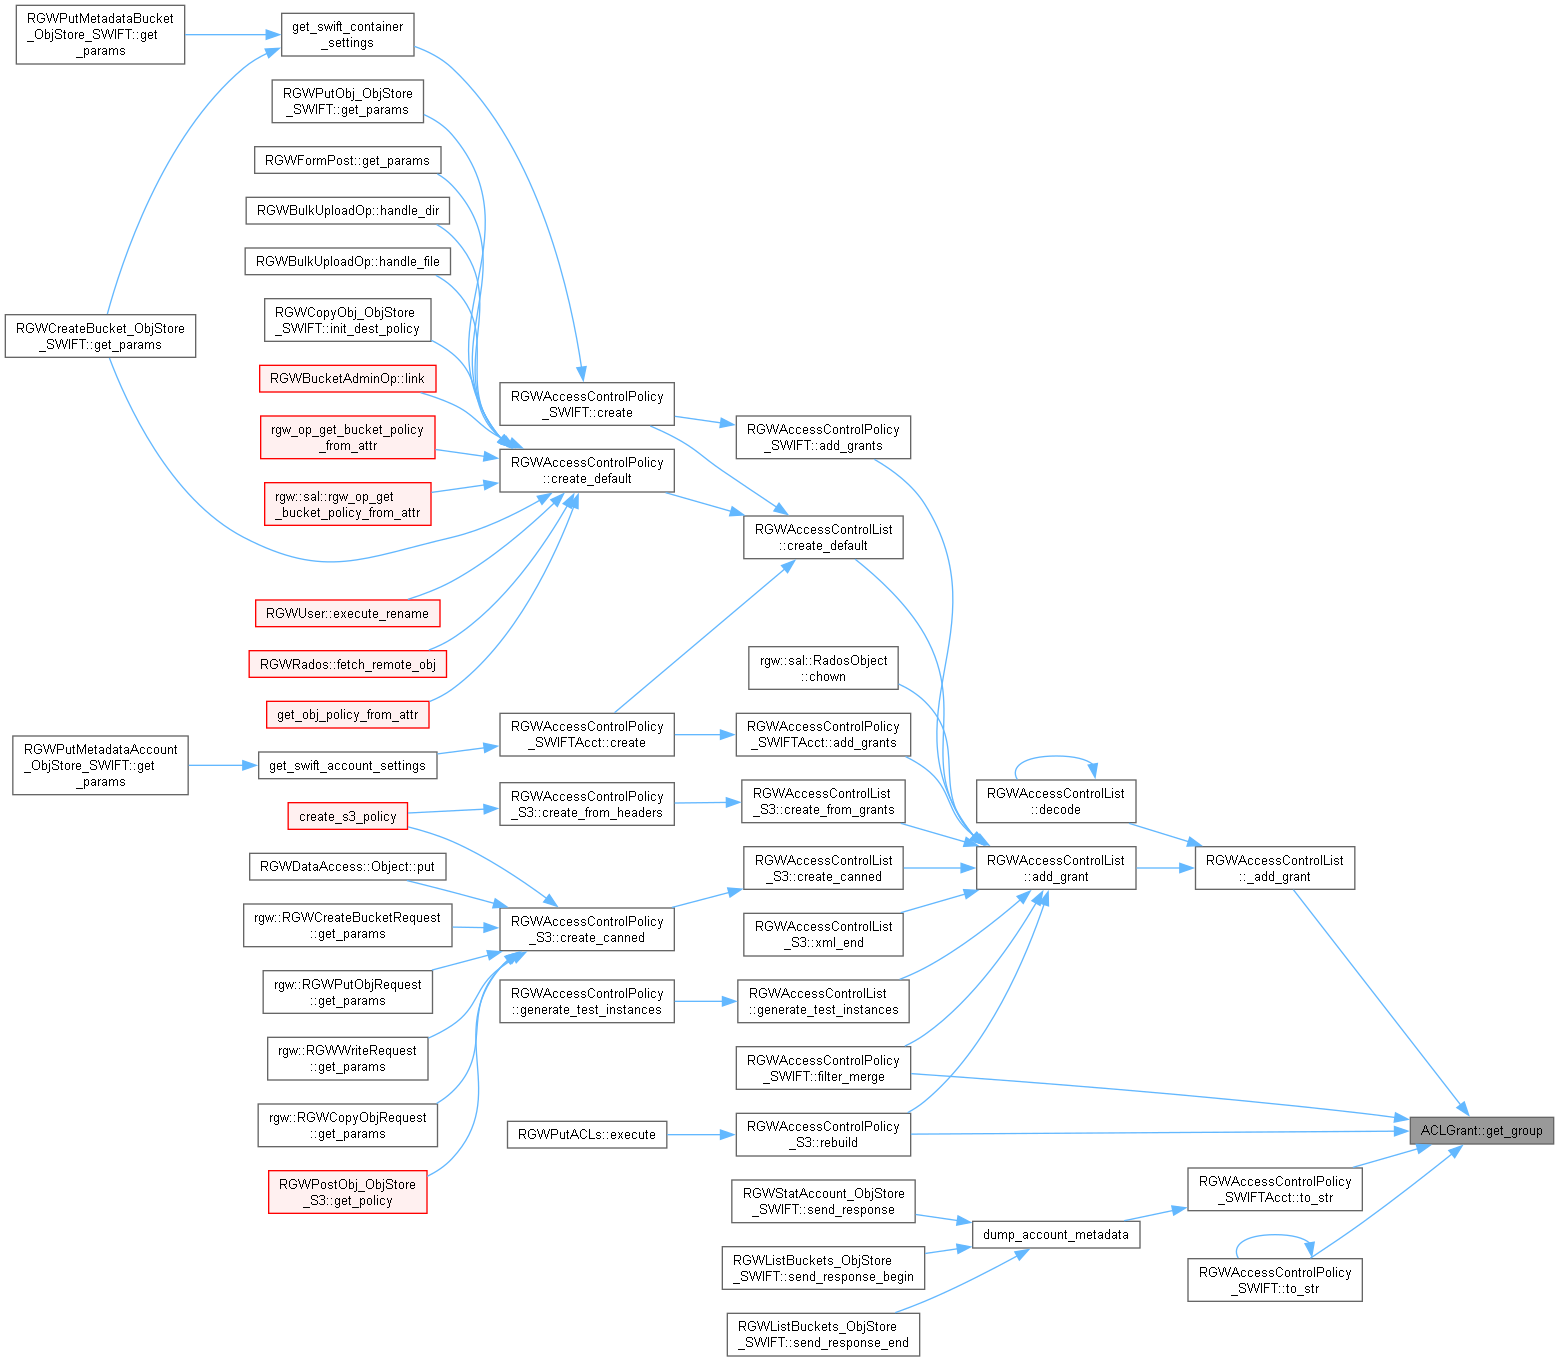 RGWPutMetadataBucket
_ObjStore_SWIFT::get
_params
get_swift_container
_settings
RGWPutObj_ObjStore
_SWIFT::get_params
RGWFormPost::get_params
RGWBulkUploadOp::handle_dir
RGWBulkUploadOp::handle_file
RGWCopyObj_ObjStore
_SWIFT::init_dest_policy
RGWCreateBucket_ObjStore
_SWIFT::get_params
RGWBucketAdminOp::link
rgw_op_get_bucket_policy
_from_attr
rgw::sal::rgw_op_get
_bucket_policy_from_attr
RGWUser::execute_rename
RGWRados::fetch_remote_obj
get_obj_policy_from_attr
RGWAccessControlPolicy
_SWIFT::create
RGWAccessControlPolicy
::create_default
RGWAccessControlPolicy
_SWIFT::add_grants
RGWAccessControlList
::create_default
rgw::sal::RadosObject
::chown
RGWPutMetadataAccount
_ObjStore_SWIFT::get
_params
get_swift_account_settings
RGWAccessControlPolicy
_SWIFTAcct::create
RGWAccessControlPolicy
_SWIFTAcct::add_grants
create_s3_policy
RGWAccessControlPolicy
_S3::create_from_headers
RGWAccessControlList
_S3::create_from_grants
RGWAccessControlList
::decode
RGWDataAccess::Object::put
RGWAccessControlList
_S3::create_canned
RGWAccessControlList
::add_grant
RGWAccessControlList
::_add_grant
rgw::RGWCreateBucketRequest
::get_params
RGWAccessControlPolicy
_S3::create_canned
RGWAccessControlList
_S3::xml_end
rgw::RGWPutObjRequest
::get_params
RGWAccessControlPolicy
::generate_test_instances
RGWAccessControlList
::generate_test_instances
rgw::RGWWriteRequest
::get_params
RGWAccessControlPolicy
_SWIFT::filter_merge
rgw::RGWCopyObjRequest
::get_params
RGWPutACLs::execute
RGWAccessControlPolicy
_S3::rebuild
ACLGrant::get_group
RGWPostObj_ObjStore
_S3::get_policy
RGWStatAccount_ObjStore
_SWIFT::send_response
RGWAccessControlPolicy
_SWIFTAcct::to_str
dump_account_metadata
RGWListBuckets_ObjStore
_SWIFT::send_response_begin
RGWAccessControlPolicy
_SWIFT::to_str
RGWListBuckets_ObjStore
_SWIFT::send_response_end